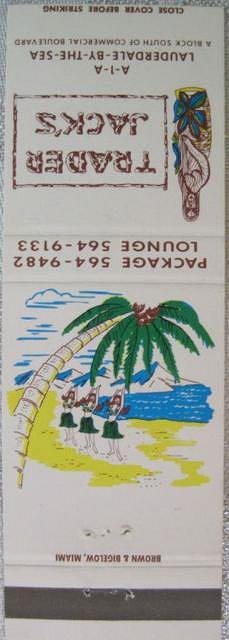 CLOSE COVER BEFORE STRIKING
A BLOCK SOUTH OF COMMERCIAL BOULEVARD
LAUDERDALE-BY-THE-SEA
A-1-A
TRADER
JACK'S
PACKAGE 564-9482
LOUNGE 564-9133
BROWN & BIGELOW, MIAMI